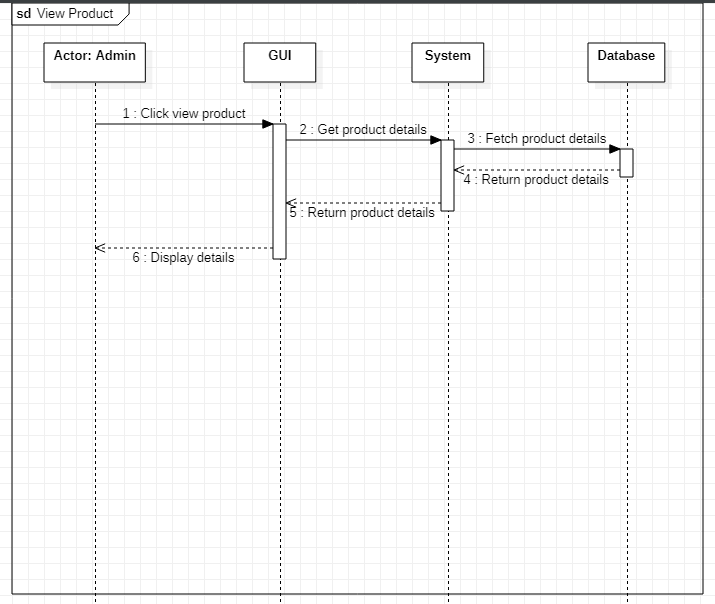 sd View Product
Actor: Admin
GUI
System
Database
1 : Click view product
2 : Get product details
3 : Fetch product details
4 : Return product details
5 : Return product details
6 : Display details